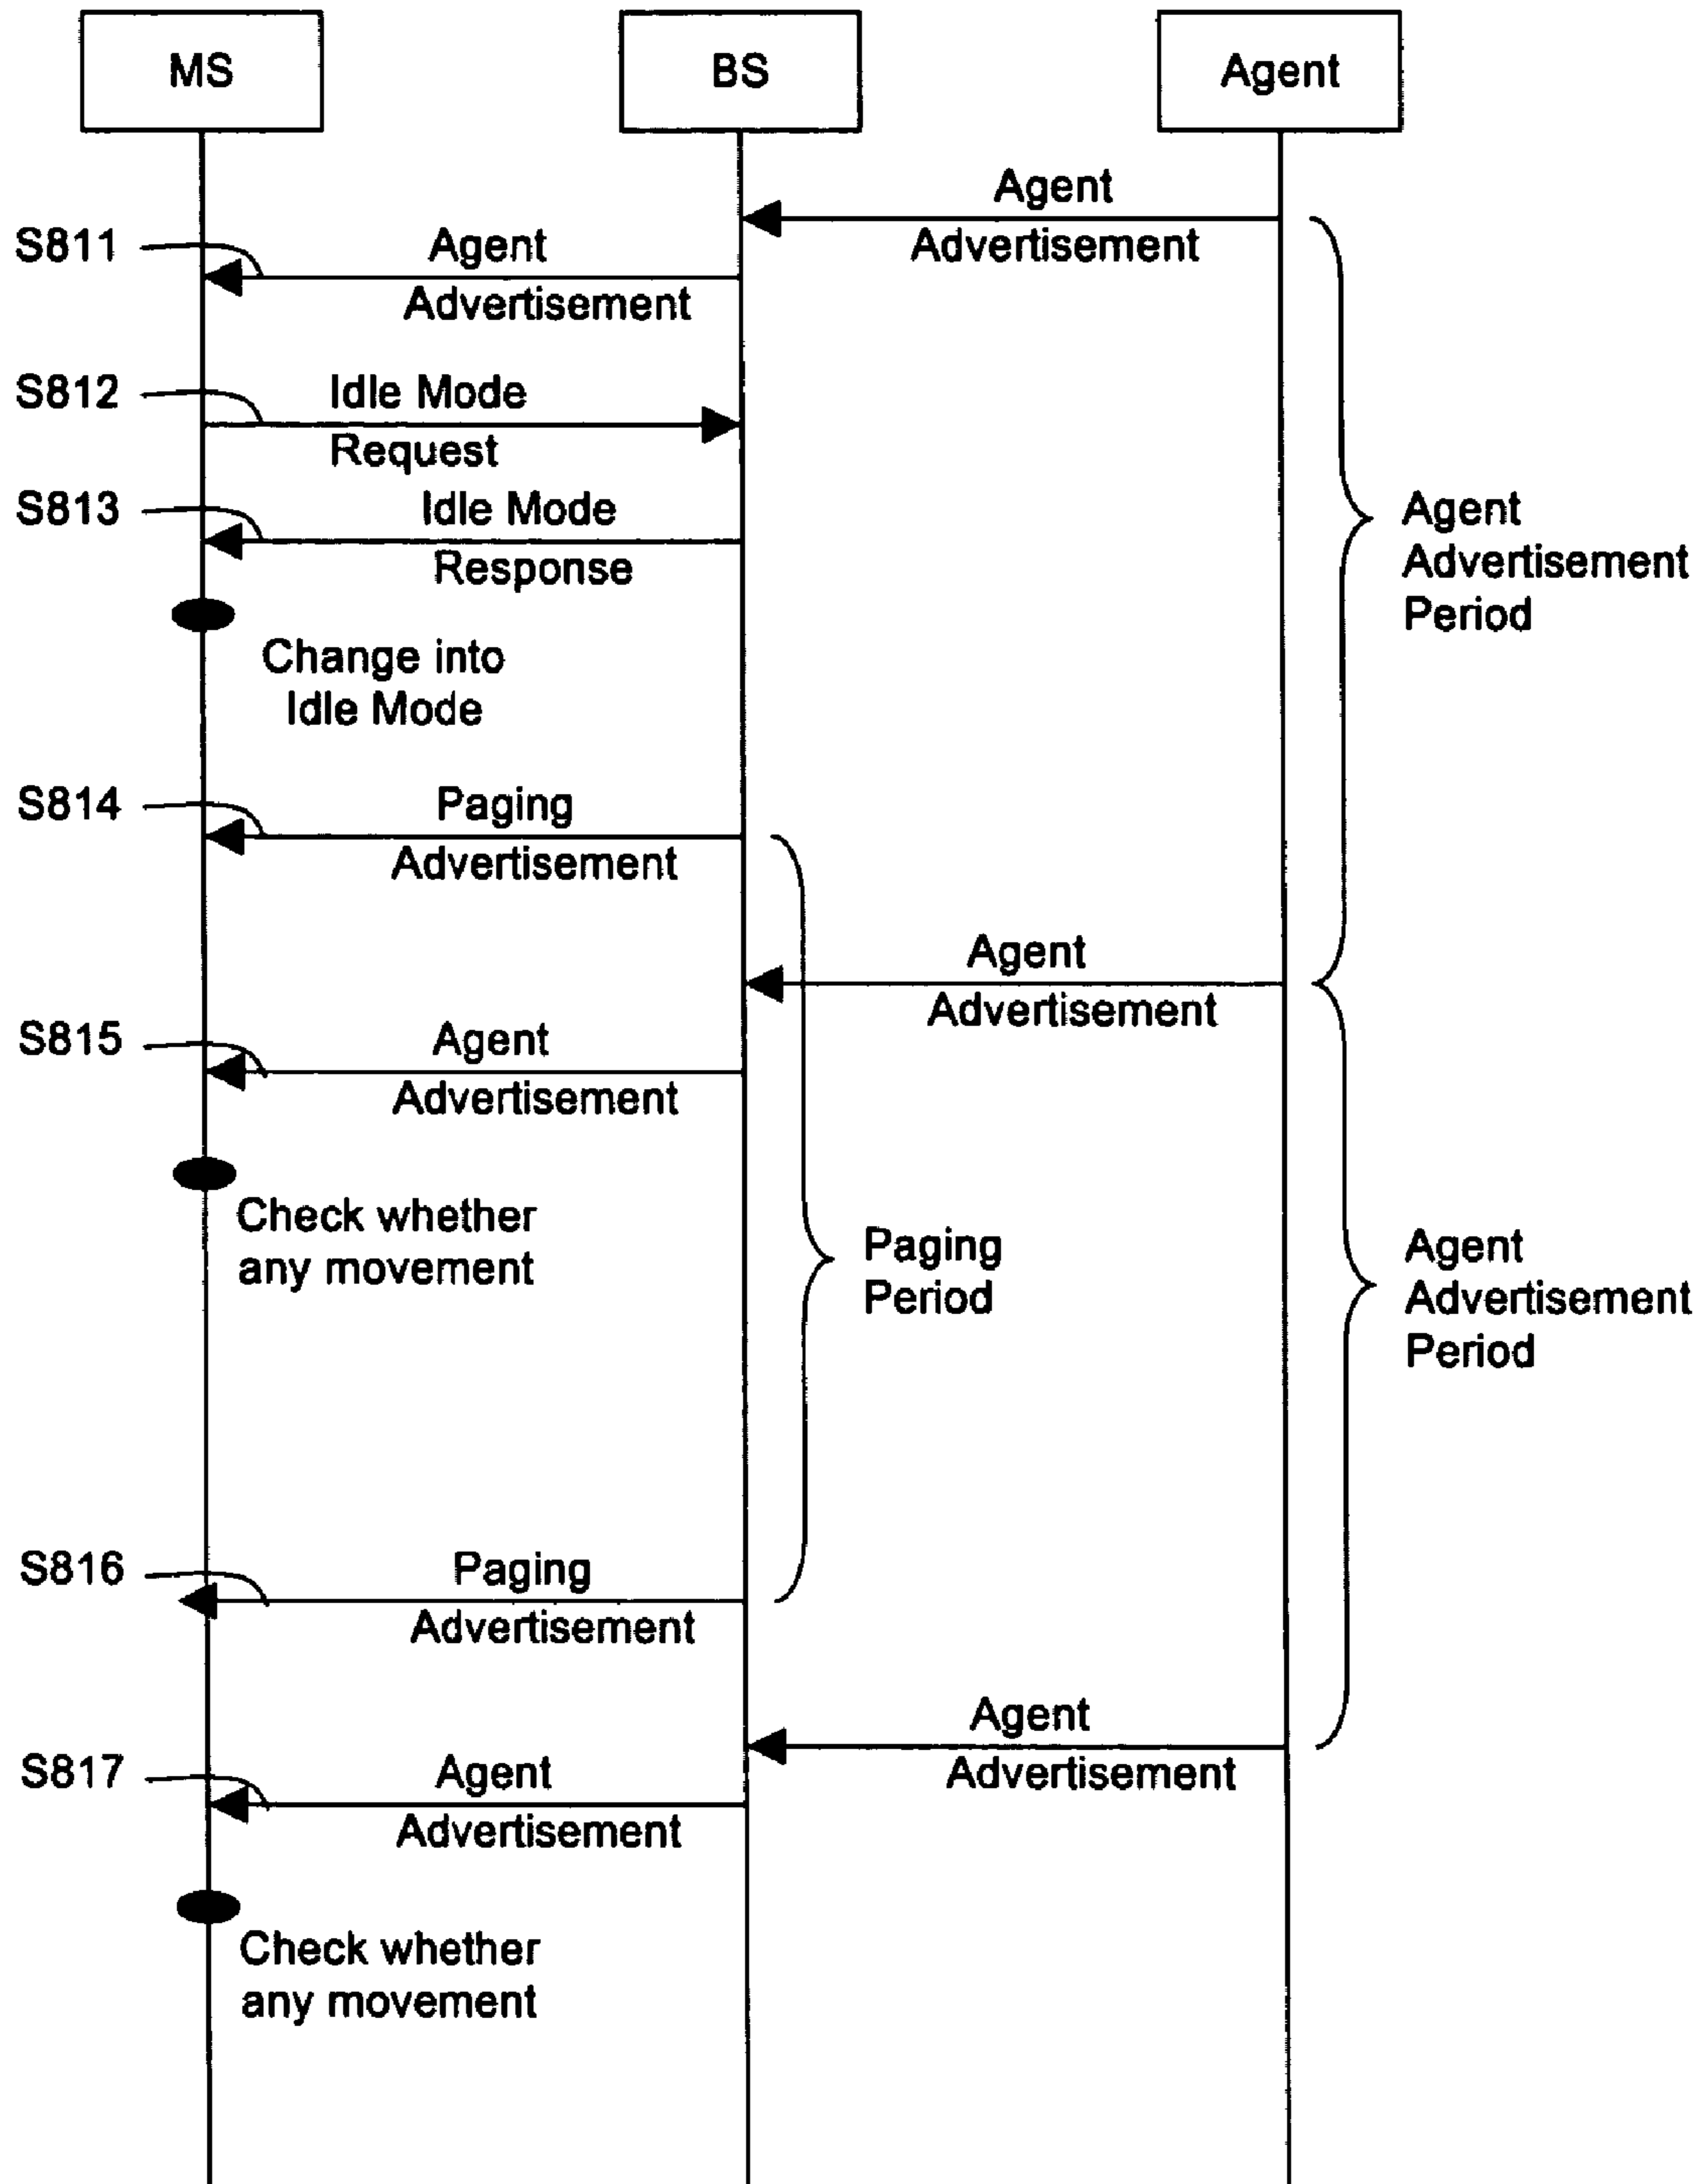 MS
BS
Agent
Agent
Advertisement
S811
Agent
Advertisement
S812
Idle Mode
Request
S813
Idle Mode
Response
Agent
Advertisement
Period
Change into
Idle Mode
S814
Paging
Advertisement
Agent
Advertisement
S815
Agent
Advertisement
Check whether
any movement
Paging
Period
Agent
Advertisement
Period
S816
Paging
Advertisement
Agent
Advertisement
S817
Agent
Advertisement
Check whether
any movement